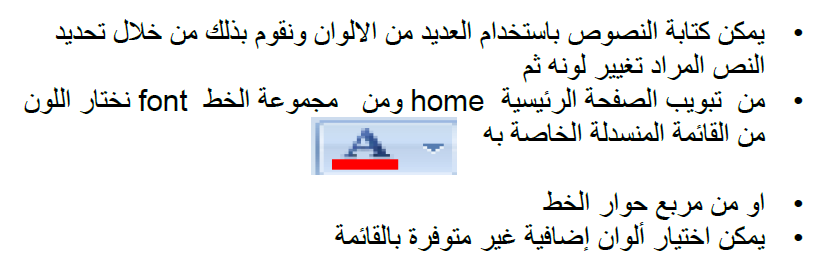 • يمكن كتابة النصوص باستخدام العديد من الالوان ونقوم بذلك من خلال تحديد
النص المراد تغيير لونه ثم
• من تبويب الصفحة الرئيسية home ومن مجموعة الخط font نختار اللون
من القائمة المنسدلة الخاصة به A
• او من مربع حوار الخط
• يمكن اختيار ألوان إضافية غير متوفرة بالقائمة